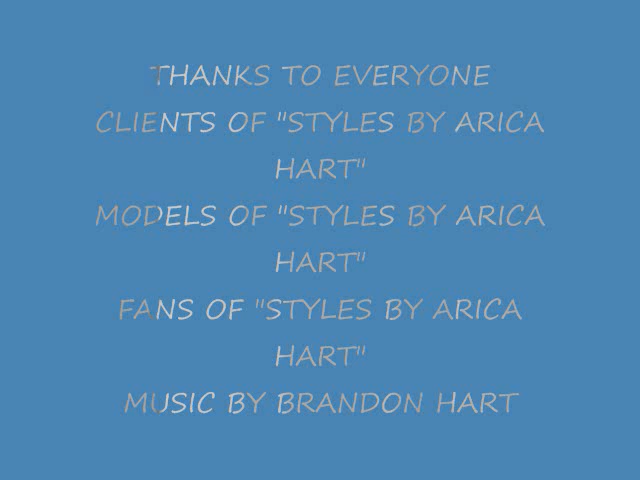 THANKS TO EVERYONE
CLIENTS OF "STYLES BY ARICA
HART"
MODELS OF "STYLES BY ARICA
HART"
FANS OF "STYLES BY ARICA
HART"
MUSIC BY BRANDON HART